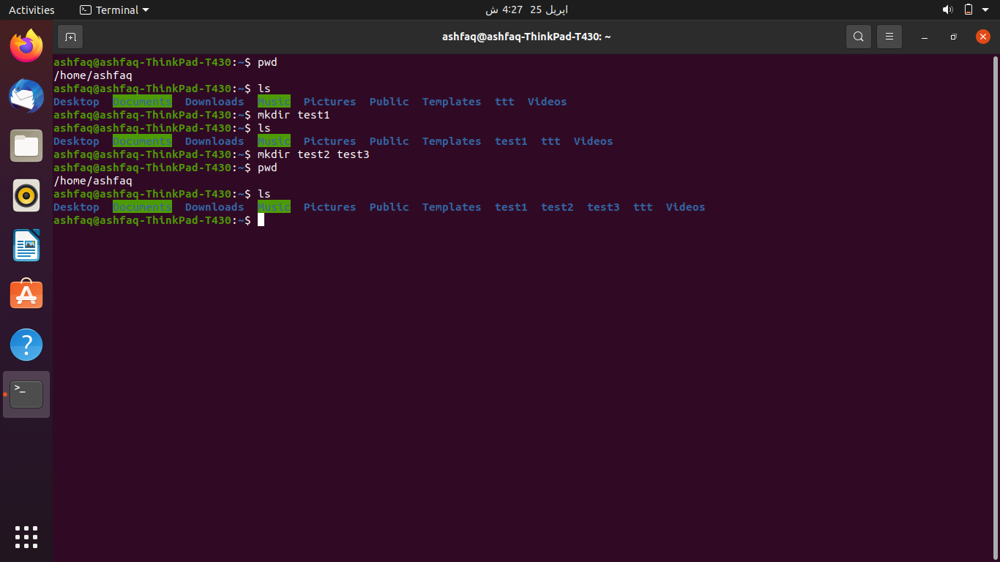 Activities Terminal اپریل 25 4:27 ش
ashfaq@ashfaq-ThinkPad-T430: ~
ashfaq@ashfaq-ThinkPad-T430:~$ pwd
/home/ashfaq
ashfaq@ashfaq-ThinkPad-T430:~$ ls
Desktop Documents Downloads Music Pictures Public Templates ttt Videos
ashfaq@ashfaq-ThinkPad-T430:~$ mkdir test1
ashfaq@ashfaq-ThinkPad-T430:~$ ls
Desktop Documents Downloads Music Pictures Public Templates test1 ttt Videos
ashfaq@ashfaq-ThinkPad-T430:~$ mkdir test2 test3
ashfaq@ashfaq-ThinkPad-T430:~$ pwd
/home/ashfaq
ashfaq@ashfaq-ThinkPad-T430:~$ ls
Desktop Documents Downloads Music Pictures Public Templates test1 test2 test3 ttt Videos
ashfaq@ashfaq-ThinkPad-T430:~$